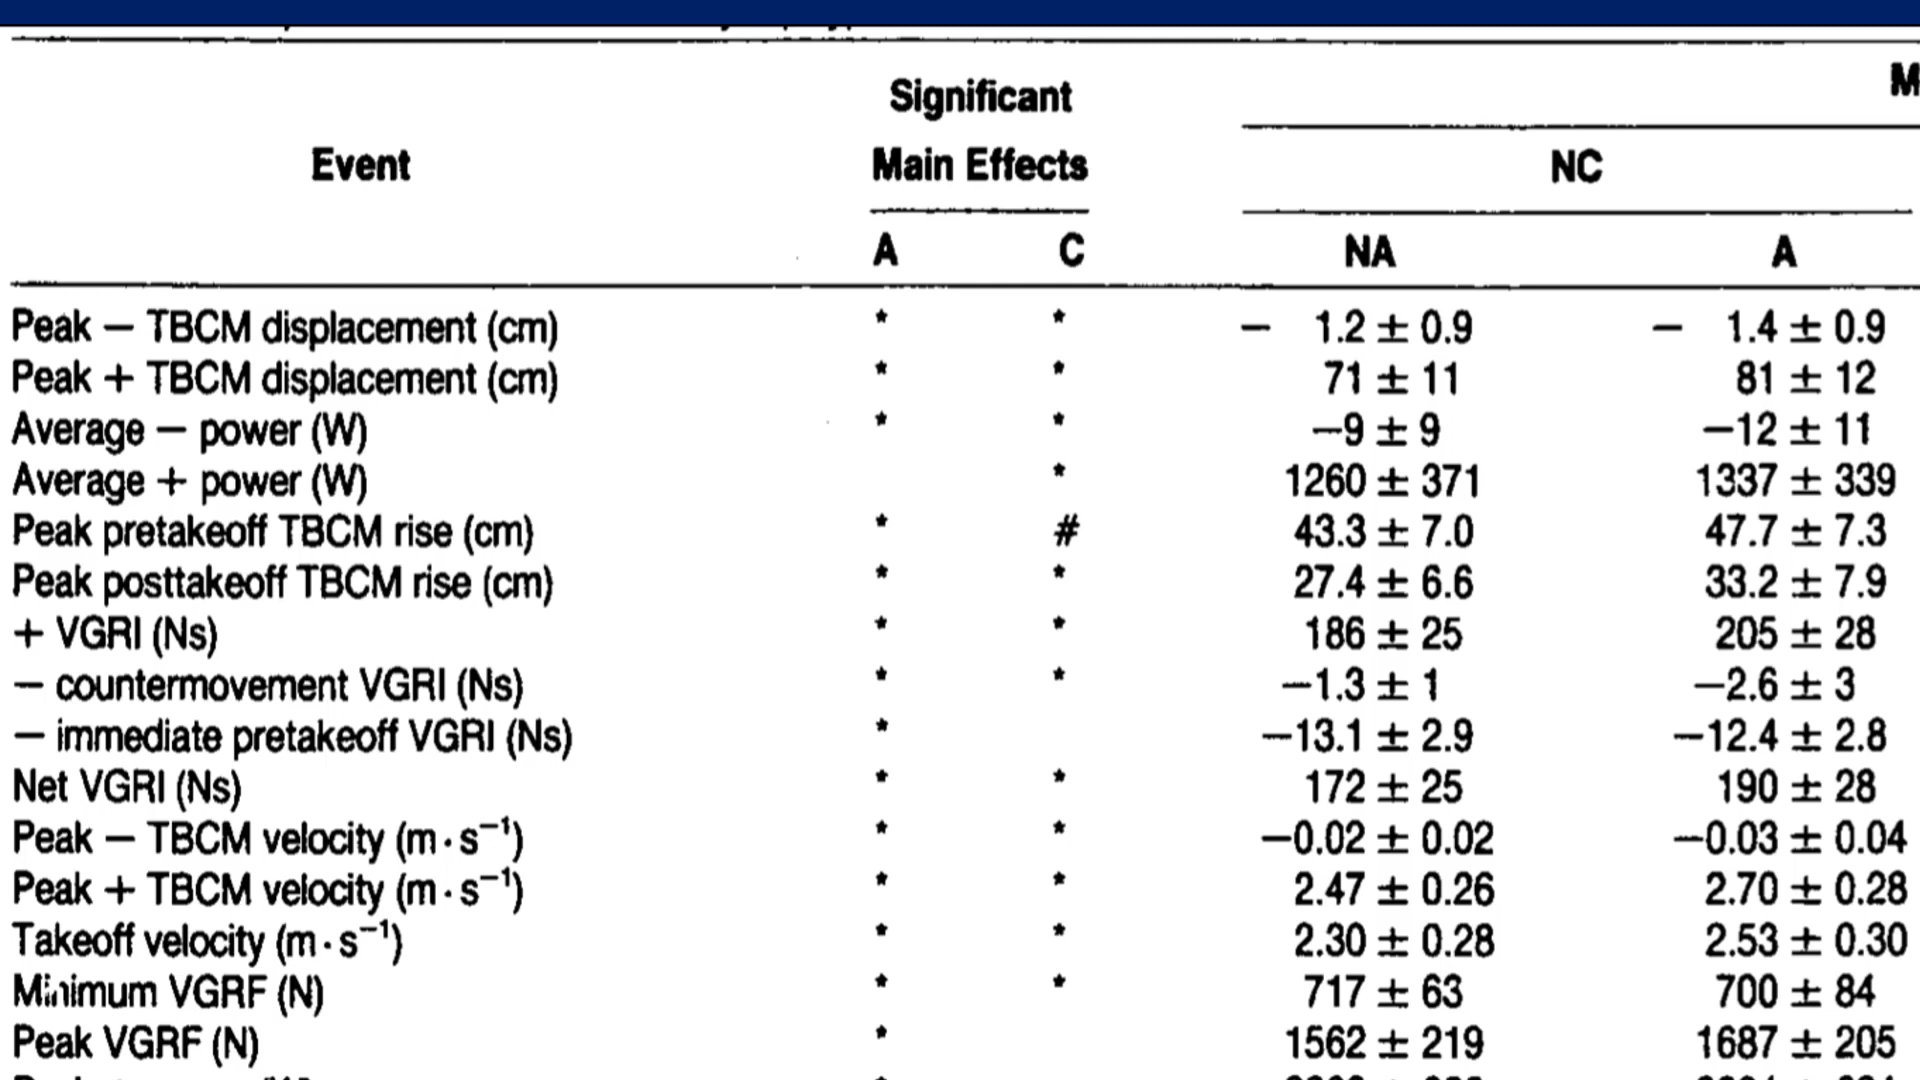 Significant M
Event Main Effects NC
A C NA A
Peak − TBCM displacement (cm) * * − 1.2 ± 0.9 − 1.4 ± 0.9
Peak + TBCM displacement (cm) * * 71 ± 11 81 ± 12
Average − power (W) * * −9 ± 9 −12 ± 11
Average + power (W) * 1260 ± 371 1337 ± 339
Peak pretakeoff TBCM rise (cm) * # 43.3 ± 7.0 47.7 ± 7.3
Peak posttakeoff TBCM rise (cm) * * 27.4 ± 6.6 33.2 ± 7.9
+ VGRI (Ns) * * 186 ± 25 205 ± 28
− countermovement VGRI (Ns) * * −1.3 ± 1 −2.6 ± 3
− immediate pretakeoff VGRI (Ns) * −13.1 ± 2.9 −12.4 ± 2.8
Net VGRI (Ns) * * 172 ± 25 190 ± 28
Peak − TBCM velocity (m · s⁻¹) * * −0.02 ± 0.02 −0.03 ± 0.04
Peak + TBCM velocity (m · s⁻¹) * * 2.47 ± 0.26 2.70 ± 0.28
Takeoff velocity (m · s⁻¹) * * 2.30 ± 0.28 2.53 ± 0.30
Minimum VGRF (N) * * 717 ± 63 700 ± 84
Peak VGRF (N) * 1562 ± 219 1687 ± 205